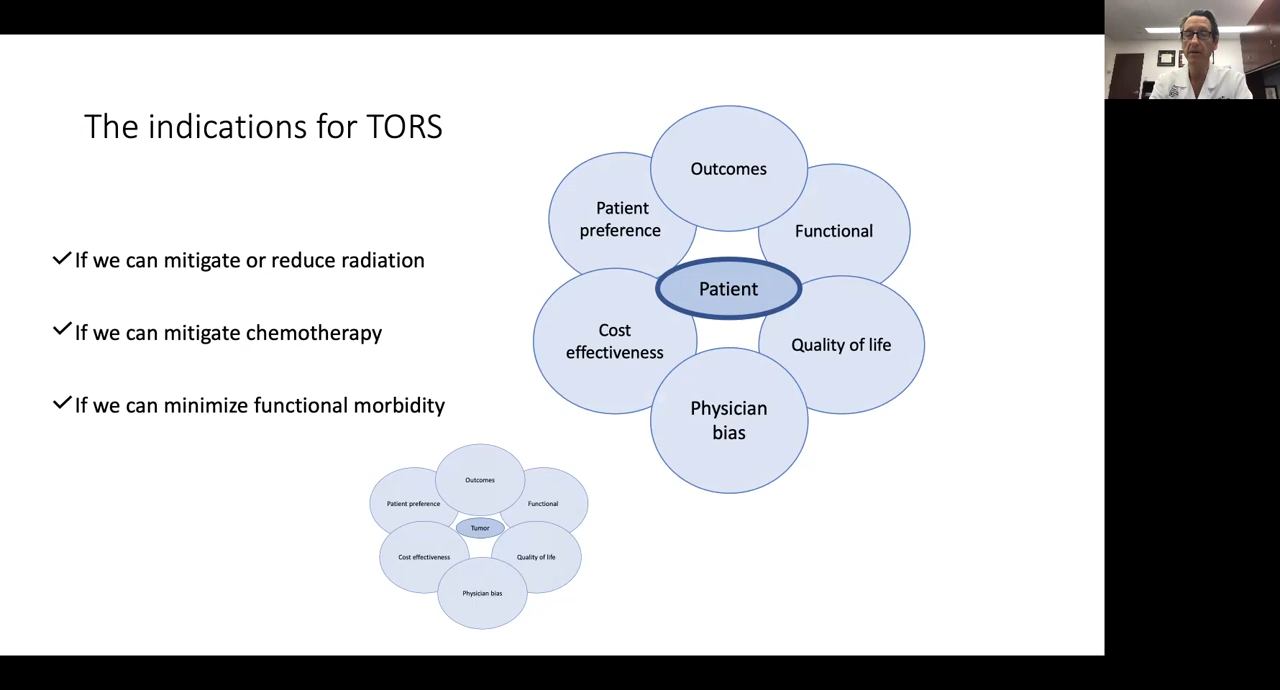 The indications for TORS
If we can mitigate or reduce radiation
If we can mitigate chemotherapy
If we can minimize functional morbidity
Outcomes
Patient
preference
Functional
Patient
Cost
effectiveness
Quality of life
Physician
bias
Outcomes
Patient preference
Functional
Tumor
Cost effectiveness
Quality of life
Physician bias